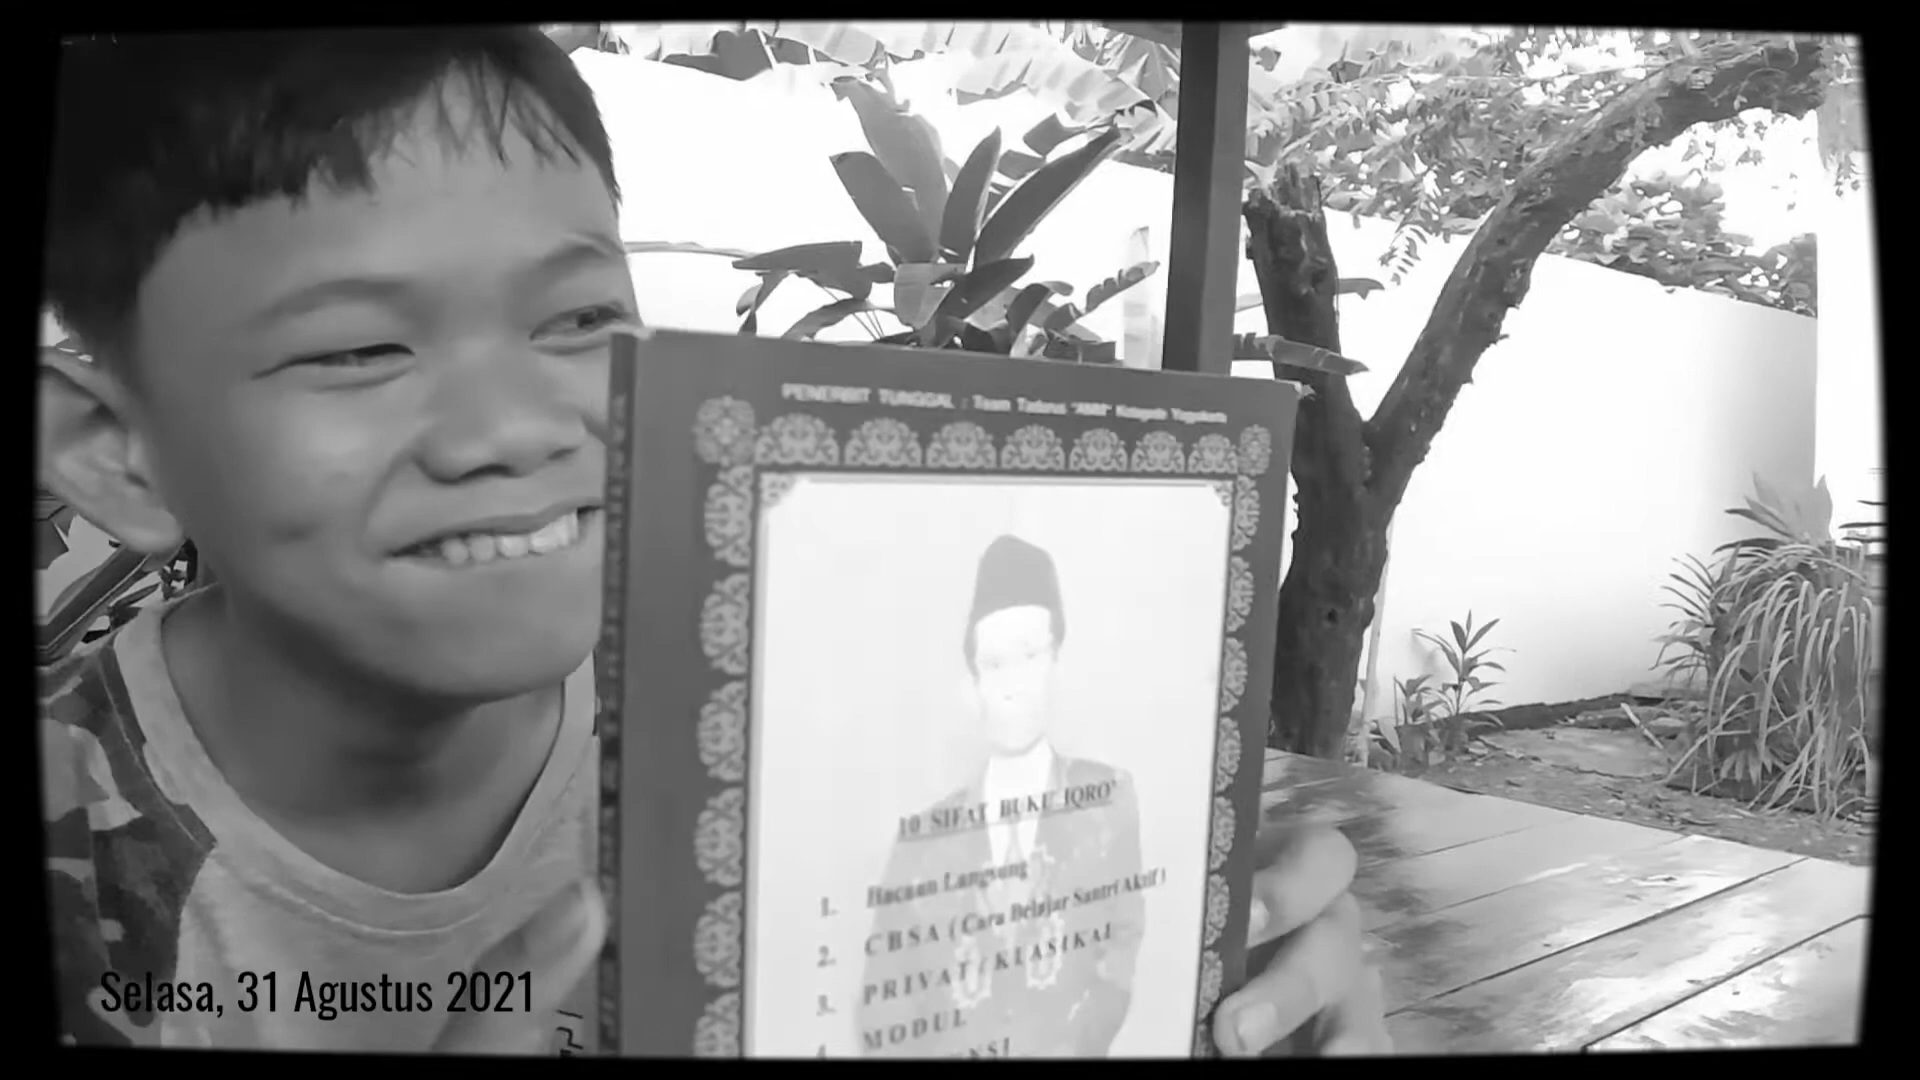 PENERBIT TUNGGAL : Team Tadarus "AMM" Kotagede Yogyakarta
10 SIFAT BUKU IQRO'
1. Bacaan Langsung
2. CBSA ( Cara Belajar Santri Aktif )
3. PRIVAT / KLASIKAL
4. MODUL
Selasa, 31 Agustus 2021